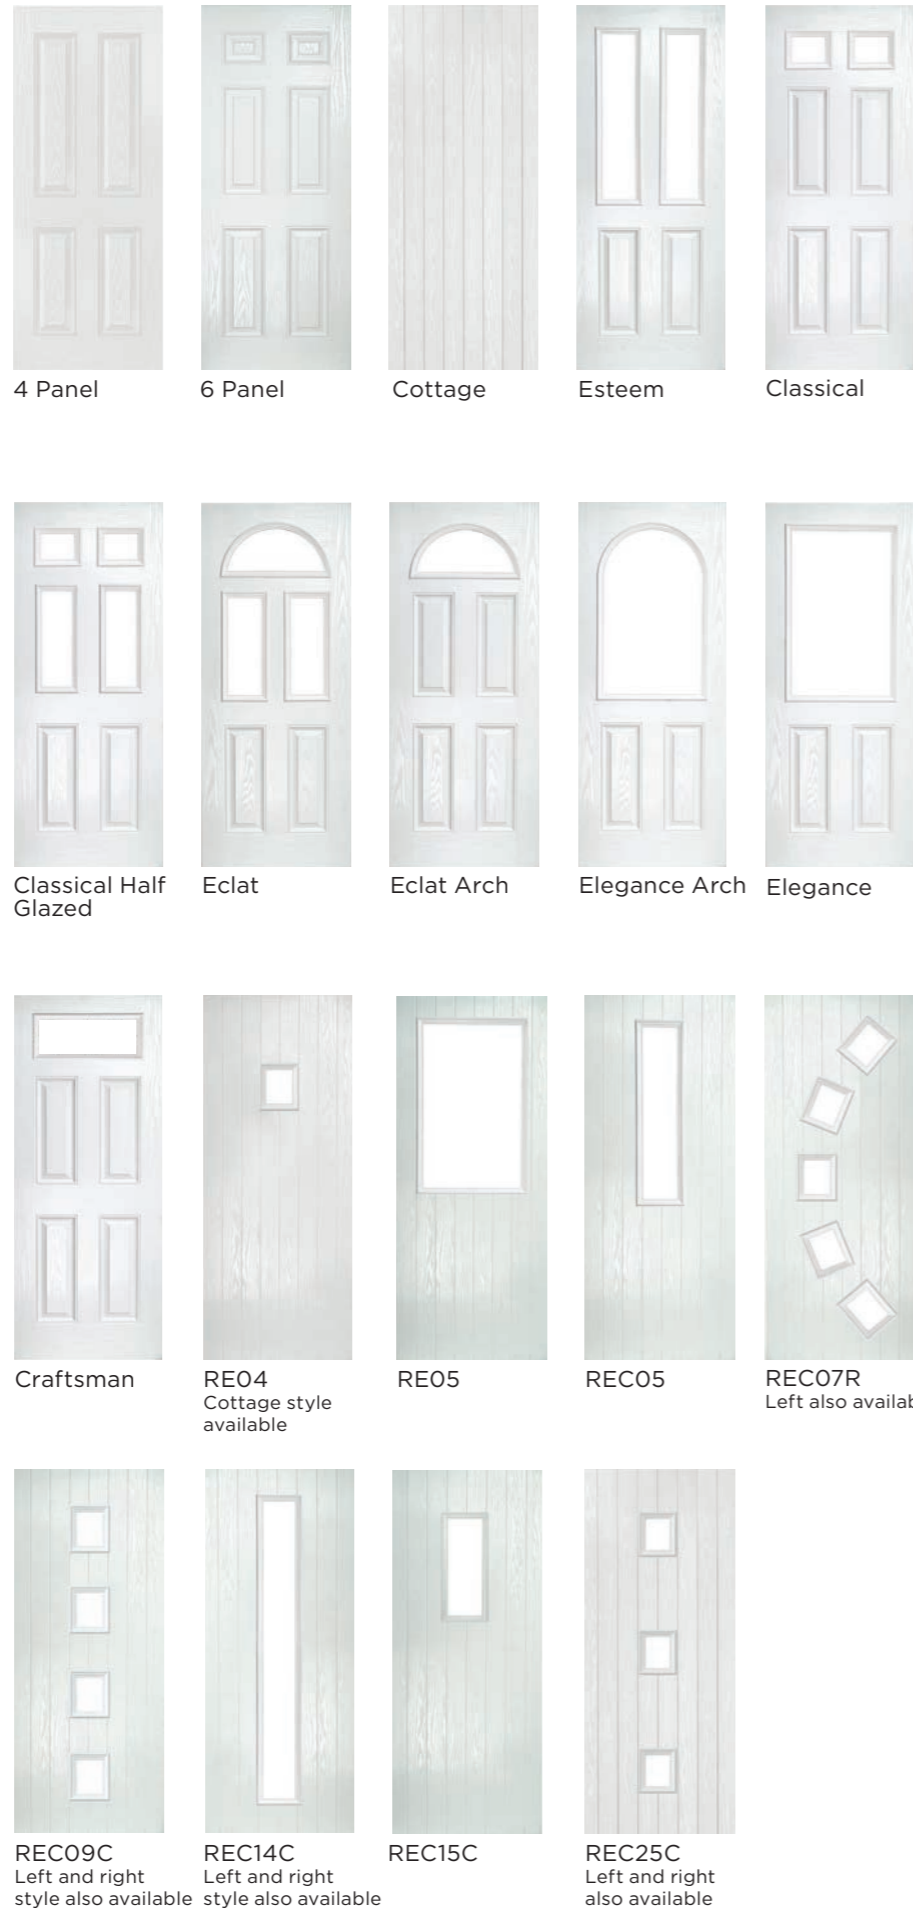 4 Panel
6 Panel
Cottage
Esteem
Classical
Classical Half
Glazed
Eclat
Eclat Arch
Elegance Arch
Elegance
Craftsman
RE04
Cottage style
available
RE05
REC05
REC07R
Left also
REC09C
Left and right
style also available
REC14C
Left and right
style also available
REC15C
REC25C
Left and right
also available